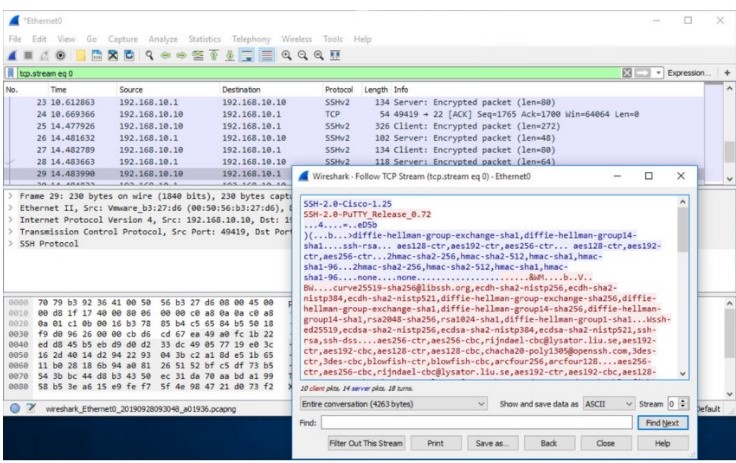 *Ethernet0
File Edit View Go Capture Analyze Statistics Telephony Wireless Tools Help
tcp.stream eq 0
Expression... +
No. Time Source Destination Protocol Length Info
23 10.612863 192.168.10.1 192.168.10.10 SSHv2 134 Server: Encrypted packet (len=80)
24 10.669366 192.168.10.10 192.168.10.1 TCP 54 49419 → 22 [ACK] Seq=1765 Ack=1700 Win=64064 Len=0
25 14.477926 192.168.10.10 192.168.10.1 SSHv2 326 Client: Encrypted packet (len=272)
26 14.481632 192.168.10.1 192.168.10.10 SSHv2 102 Server: Encrypted packet (len=48)
27 14.482789 192.168.10.10 192.168.10.1 SSHv2 134 Client: Encrypted packet (len=80)
28 14.483663 192.168.10.1 192.168.10.10 SSHv2 118 Server: Encrypted packet (len=64)
29 14.483990 192.168.10.10
> Frame 29: 230 bytes on wire (1840 bits), 230 bytes
> Ethernet II, Src: Vmware_b3:27:d6 (00:50:56:b3:27:d6),
> Internet Protocol Version 4, Src: 192.168.10.10, Dst:
> Transmission Control Protocol, Src Port: 49419, Dst
> SSH Protocol
0000 70 79 b3 92 36 41 00 50 56 b3 27 d6 08 00 45 00
0010 00 d8 1f 17 40 00 80 06 00 00 c0 a8 0a 0a c0 a8
0020 0a 01 c1 0b 00 16 b3 78 85 b4 c5 65 84 b5 50 18
0030 f9 d0 96 26 00 00 cb d6 cd 67 ea 49 a0 fc 1b 22
0040 ed d8 45 b5 eb d9 d0 d2 33 dc 49 05 77 19 e0 3c
0050 16 2d 40 14 d2 94 22 93 04 3b c2 a1 8d e5 1b 65
0060 11 b0 28 18 6b 94 a0 81 26 51 52 bf c5 df 73 b5
0070 54 3b bc 44 d8 b3 43 50 ec 31 da 70 aa bd a1 99
0080 58 b5 3e a6 15 e9 fe f7 5f 4e 98 47 21 d0 73 f2
wireshark_Ethernet0_20190928093048_a01936.pcapng
Wireshark · Follow TCP Stream (tcp.stream eq 0) · Ethernet0
SSH-2.0-Cisco-1.25
SSH-2.0-PuTTY_Release_0.72
...4....=..eD5b
)(...b...>diffie-hellman-group-exchange-sha1,diffie-hellman-group14-
sha1....ssh-rsa... aes128-ctr,aes192-ctr,aes256-ctr... aes128-ctr,aes192-
ctr,aes256-ctr...2hmac-sha2-256,hmac-sha2-512,hmac-sha1,hmac-
sha1-96...2hmac-sha2-256,hmac-sha2-512,hmac-sha1,hmac-
sha1-96....none....none......................&WM....b..V..
BW....curve25519-sha256@libssh.org,ecdh-sha2-nistp256,ecdh-sha2-
nistp384,ecdh-sha2-nistp521,diffie-hellman-group-exchange-sha256,diffie-
hellman-group-exchange-sha1,diffie-hellman-group14-sha256,diffie-hellman-
group14-sha1,rsa2048-sha256,rsa1024-sha1,diffie-hellman-group1-sha1...Wssh-
ed25519,ecdsa-sha2-nistp256,ecdsa-sha2-nistp384,ecdsa-sha2-nistp521,ssh-
rsa,ssh-dss....aes256-ctr,aes256-cbc,rijndael-cbc@lysator.liu.se,aes192-
ctr,aes192-cbc,aes128-ctr,aes128-cbc,chacha20-poly1305@openssh.com,3des-
ctr,3des-cbc,blowfish-ctr,blowfish-cbc,arcfour256,arcfour128....aes256-
ctr,aes256-cbc,rijndael-cbc@lysator.liu.se,aes192-ctr,aes192-cbc,aes128-
10 client pkts, 14 server pkts, 18 turns.
Entire conversation (4263 bytes) Show and save data as ASCII Stream 0
Find: Find Next
Filter Out This Stream Print Save as... Back Close Help